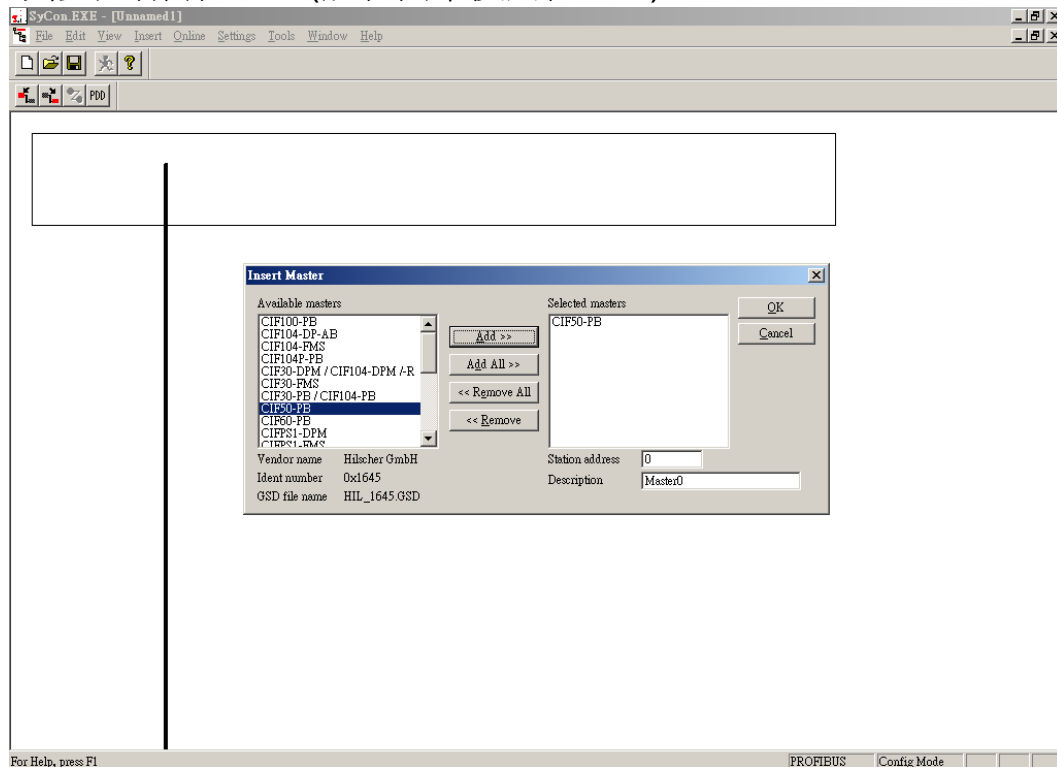 SyCon.EXE - [Unnamed1]
File Edit View Insert Online Settings Tools Window Help
PDD
Insert Master
Available masters
CIF100-PB
CIF104-DP-AB
CIF104-FMS
CIF104P-PB
CIF30-DPM / CIF104-DPM /-R
CIF30-FMS
CIF30-PB / CIF104-PB
CIF50-PB
CIF60-PB
CIFPS1-DPM
CIFPS1-FMS
Add >>
Add All >>
<< Remove All
<< Remove
Selected masters
CIF50-PB
OK
Cancel
Vendor name Hilscher GmbH
Ident number 0x1645
GSD file name HIL_1645.GSD
Station address 0
Description Master0
For Help, press F1
PROFIBUS Config Mode